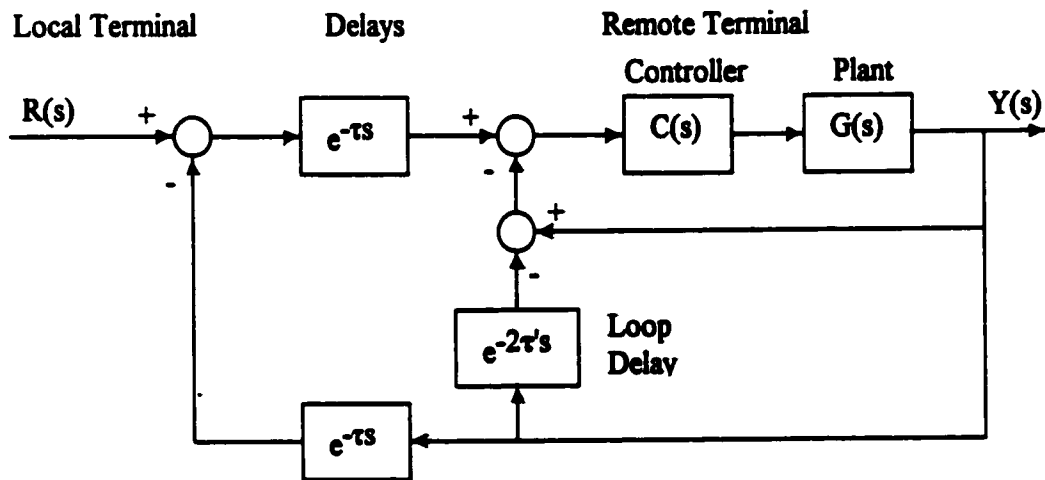 Local Terminal Delays Remote Terminal
Controller Plant
R(s) + e^-τs + C(s) G(s) Y(s)
- -
+
-
e^-2τ's Loop
Delay
e^-τs